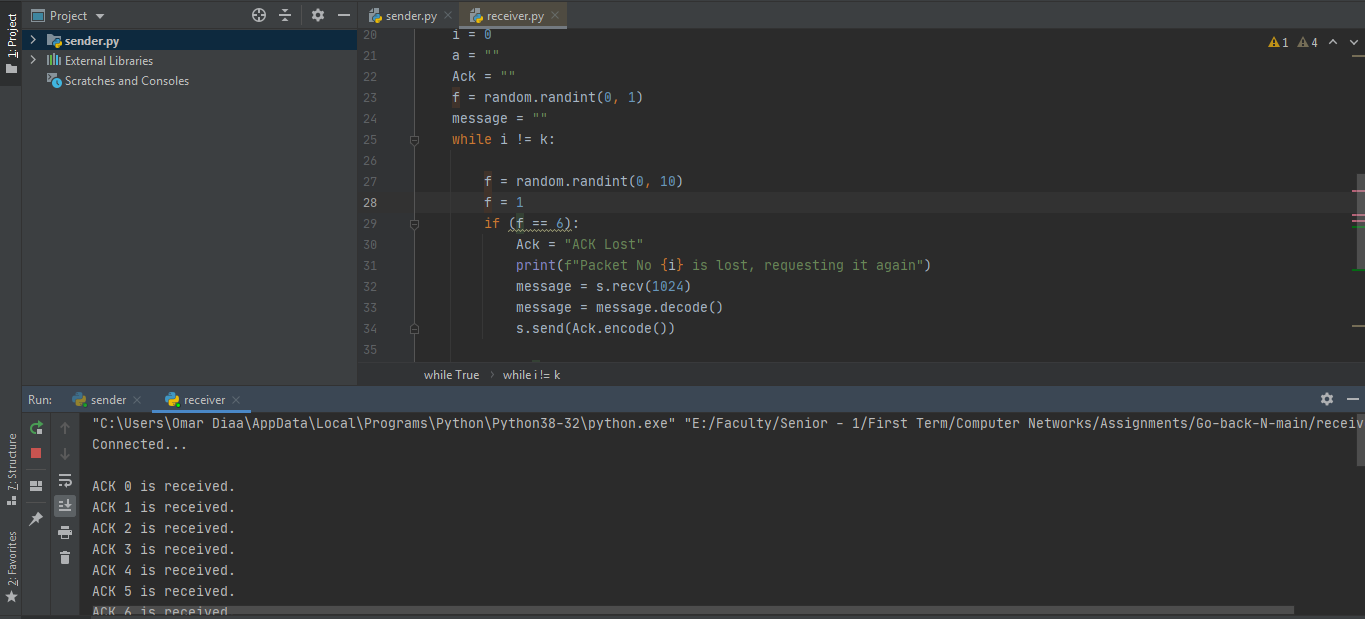 1: Project
Project
sender.py
receiver.py
sender.py
External Libraries
Scratches and Consoles
1 4
20 i = 0
21 a = ""
22 Ack = ""
23 f = random.randint(0, 1)
24 message = ""
25 while i != k:
26
27 f = random.randint(0, 10)
28 f = 1
29 if (f == 6):
30 Ack = "ACK Lost"
31 print(f"Packet No {i} is lost, requesting it again")
32 message = s.recv(1024)
33 message = message.decode()
34 s.send(Ack.encode())
35
while True while i != k
Run: sender receiver
7: Structure
2: Favorites
"C:\Users\Omar Diaa\AppData\Local\Programs\Python\Python38-32\python.exe" "E:/Faculty/Senior - 1/First Term/Computer Networks/Assignments/Go-back-N-main/receiv
Connected...
ACK 0 is received.
ACK 1 is received.
ACK 2 is received.
ACK 3 is received.
ACK 4 is received.
ACK 5 is received.
ACK 6 is received